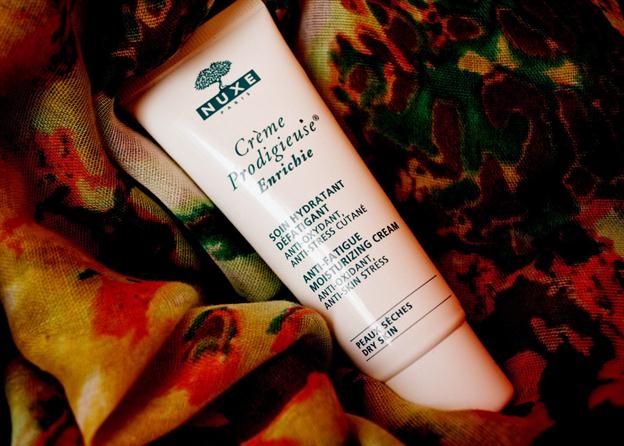 NUXE
PARIS
Crème
Prodigieuse®
Enrichie
SOIN HYDRATANT
DÉFATIGANT
ANTI-OXYDANT,
ANTI-STRESS CUTANÉ
ANTI-FATIGUE
MOISTURIZING CREAM
ANTI-OXIDANT,
ANTI-SKIN STRESS
PEAUX SÈCHES
DRY SKIN